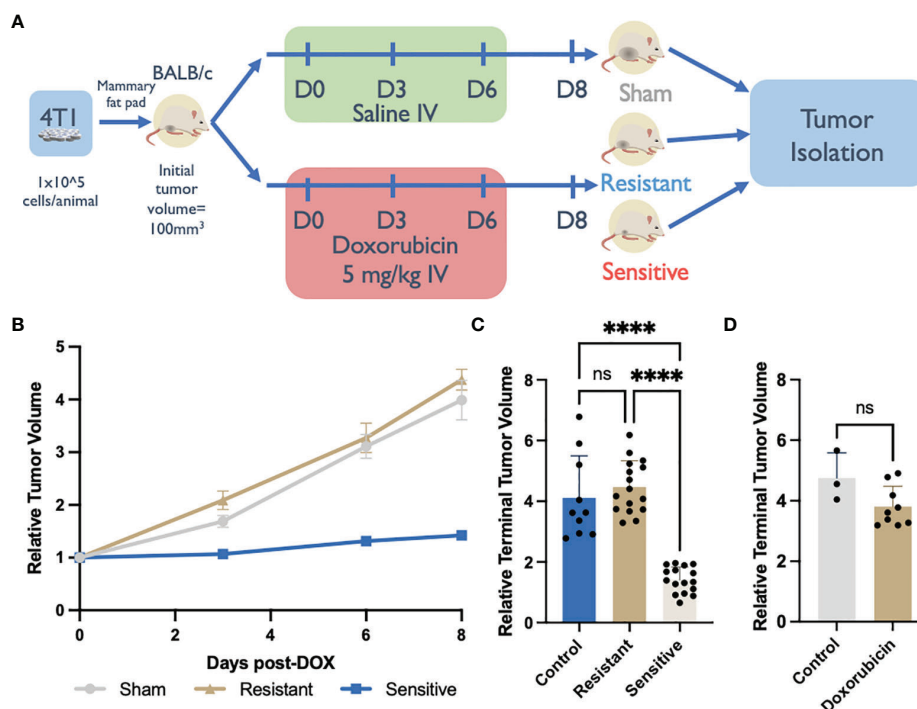 A
4T1
1x10^5
cells/animal
Mammary
fat pad
BALB/c
Initial
tumor
volume=
100mm³
D0 D3 D6 D8
Saline IV
D0 D3 D6 D8
Doxorubicin
5 mg/kg IV
Sham
Resistant
Sensitive
Tumor
Isolation
B
Relative Tumor Volume
5
4
3
2
1
0
0 2 4 6 8
Days post-DOX
Sham Resistant Sensitive
C
Relative Terminal Tumor Volume
8
6
4
2
0
****
ns ****
Control
Resistant
Sensitive
D
Relative Terminal Tumor Volume
8
6
4
2
0
ns
Control
Doxorubicin